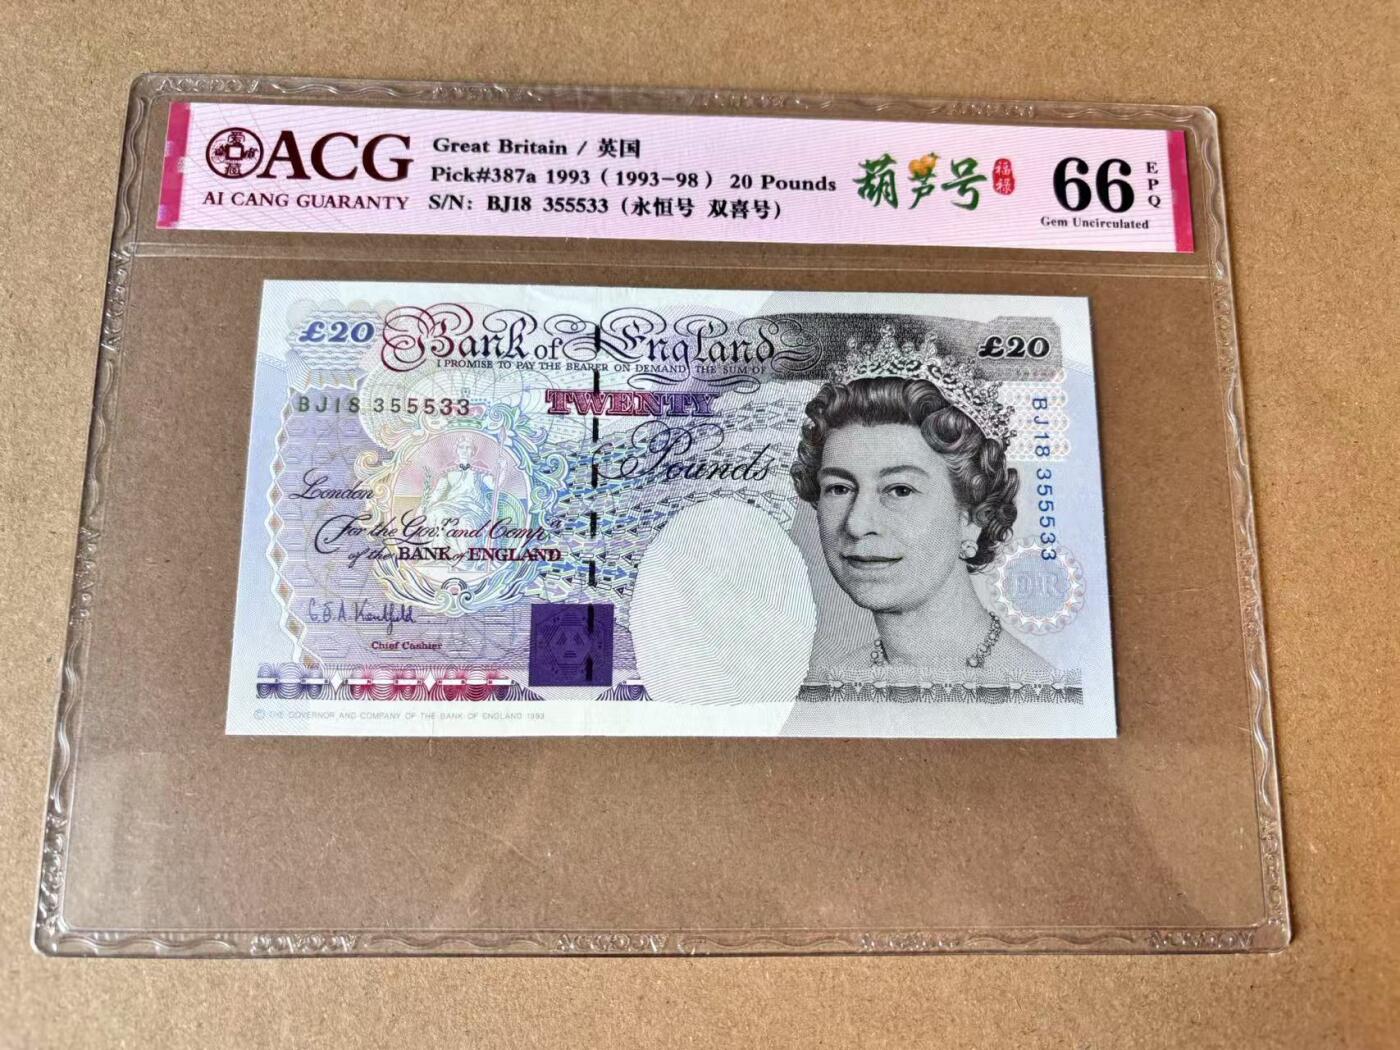 ACG
AI CANG GUARANTY
Great Britain / 英国
Pick#387a 1993 (1993-98) 20 Pounds
S/N: BJ18 355533 (永恒号 双喜号)
葫芦号
福禄
66
EPQ
Gem Uncirculated
£20
Bank of England
£20
I PROMISE TO PAY THE BEARER ON DEMAND THE SUM OF
BJ18 355533
TWENTY
Pounds
BJ18 355533
London
For the Govr. and Compa.
of the BANK of ENGLAND
Chief Cashier
DR
© THE GOVERNOR AND COMPANY OF THE BANK OF ENGLAND 1993